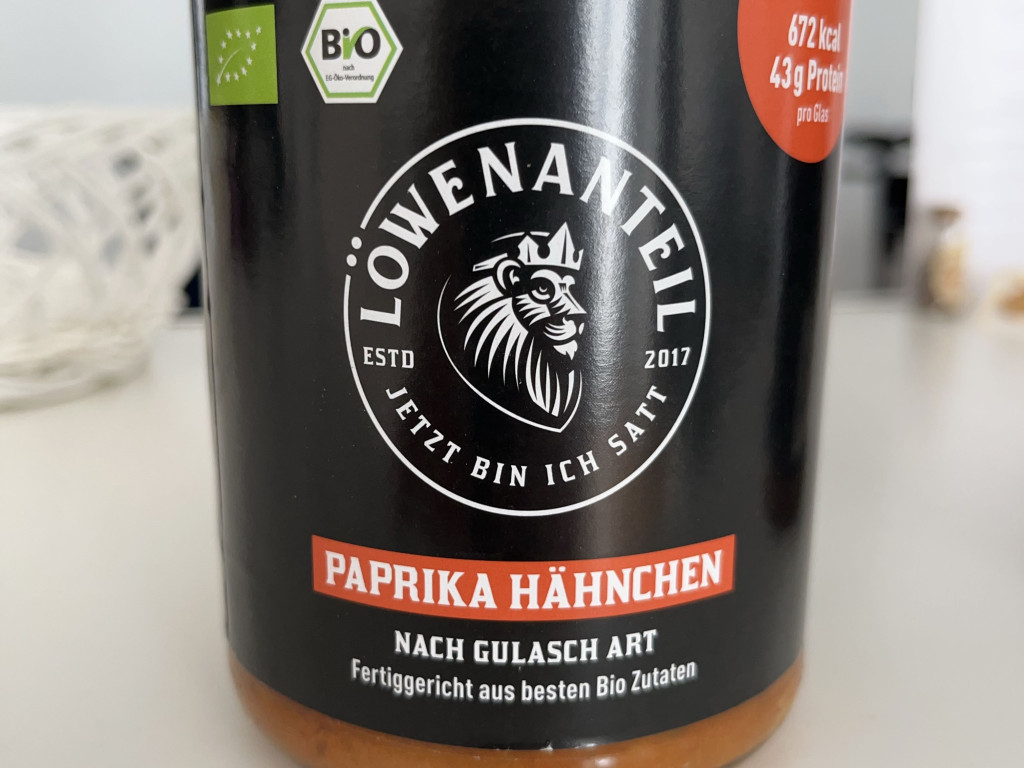 BiO
nach
EG-Öko-Verordnung
672 kcal
43g Protein
pro Glas
LÖWENANTEIL
ESTD 2017
JETZT BIN ICH SATT
PAPRIKA HÄHNCHEN
NACH GULASCH ART
Fertiggericht aus besten Bio Zutaten